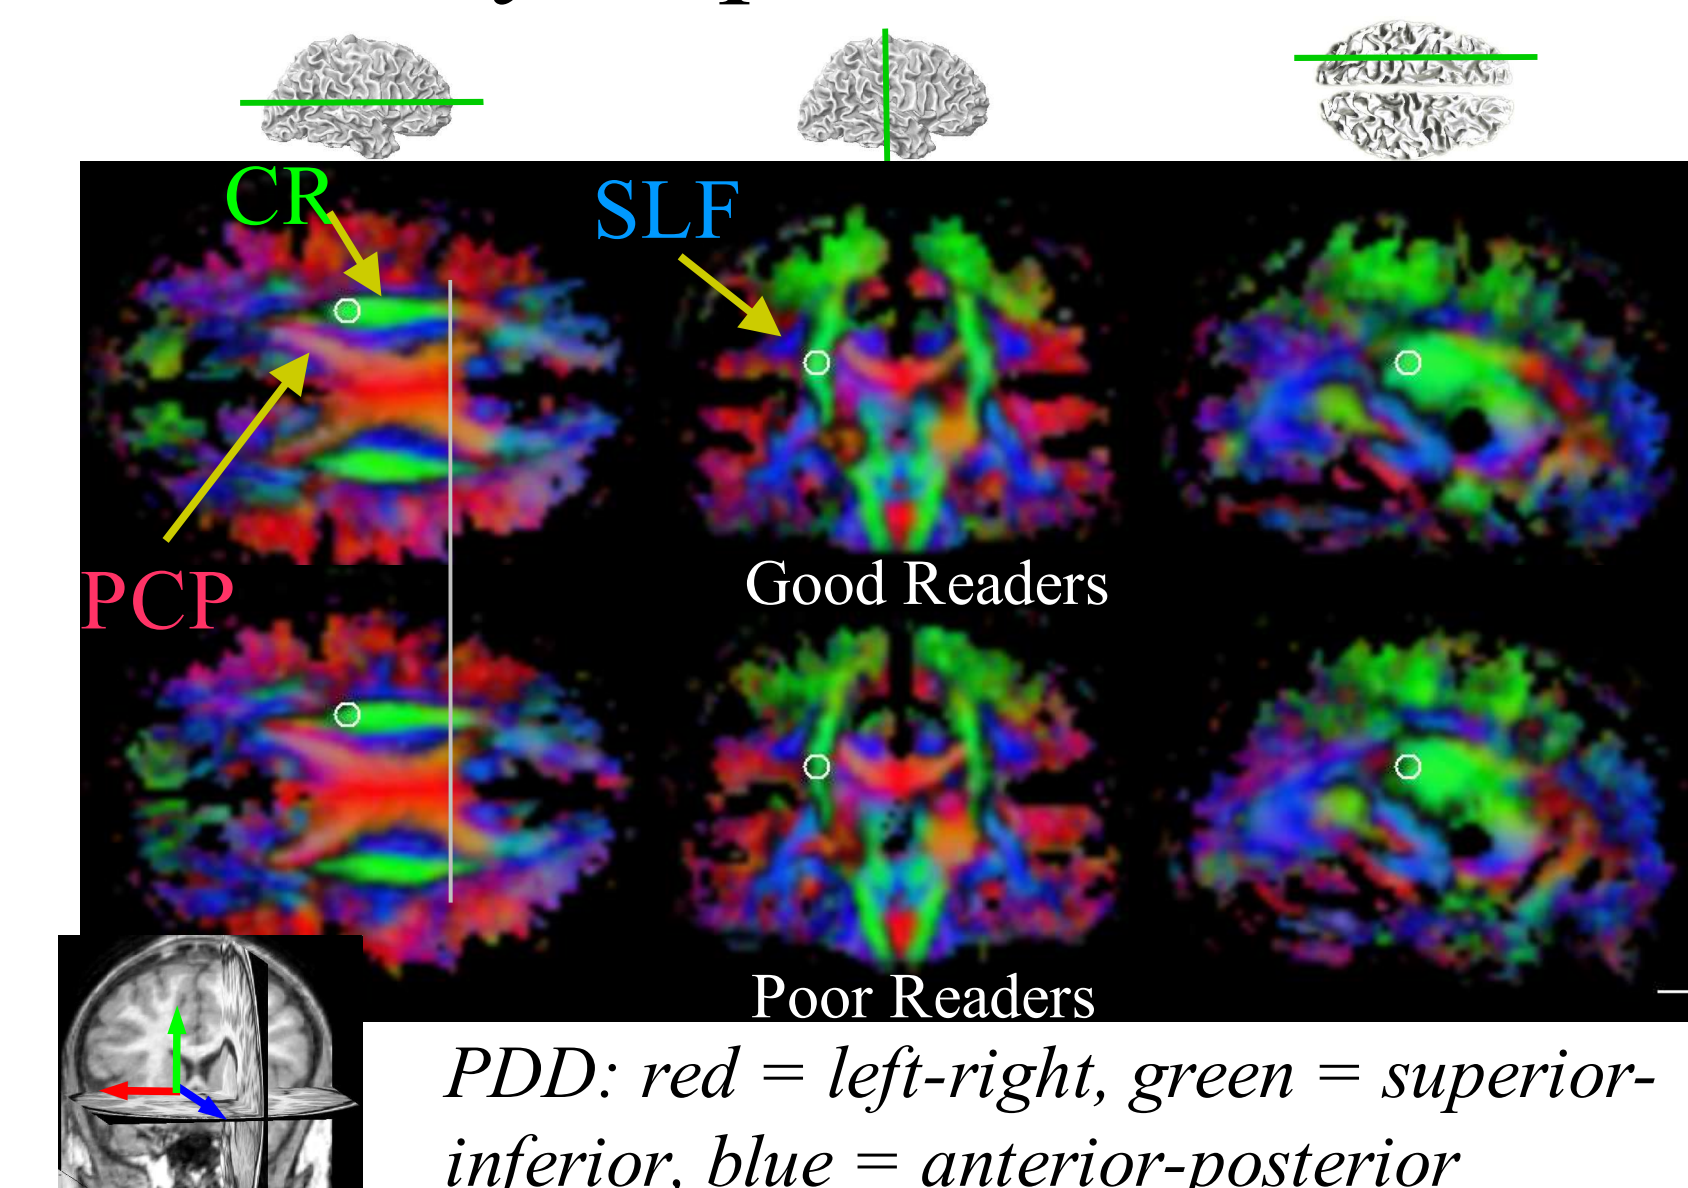 CR
SLF
PCP
Good Readers
Poor Readers
PDD: red = left-right, green = superior-
inferior, blue = anterior-posterior